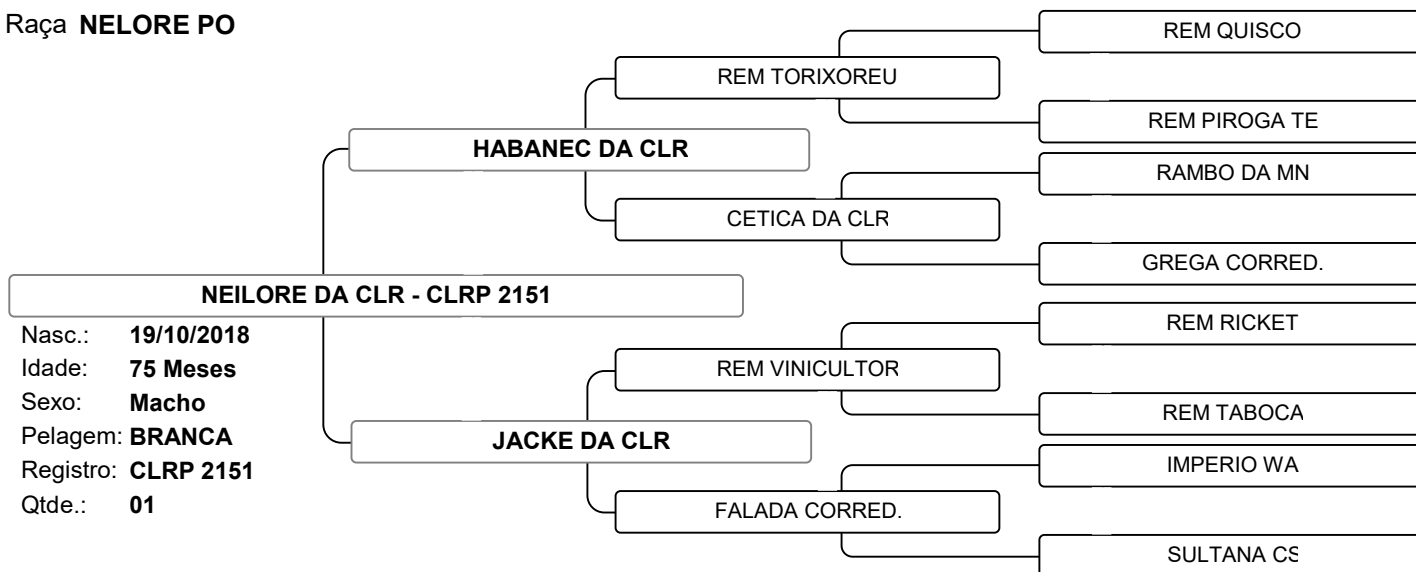 Raça NELORE PO
REM QUISCO
REM TORIXOREU
REM PIROGA TE
HABANEC DA CLR
RAMBO DA MN
CETICA DA CLR
GREGA CORRED.
NEILORE DA CLR - CLRP 2151
REM RICKET
Nasc.: 19/10/2018
Idade: 75 Meses
REM VINICULTOR
Sexo: Macho
REM TABOCA
Pelagem: BRANCA
JACKE DA CLR
Registro: CLRP 2151
IMPERIO WA
Qtde.: 01
FALADA CORRED.
SULTANA CS